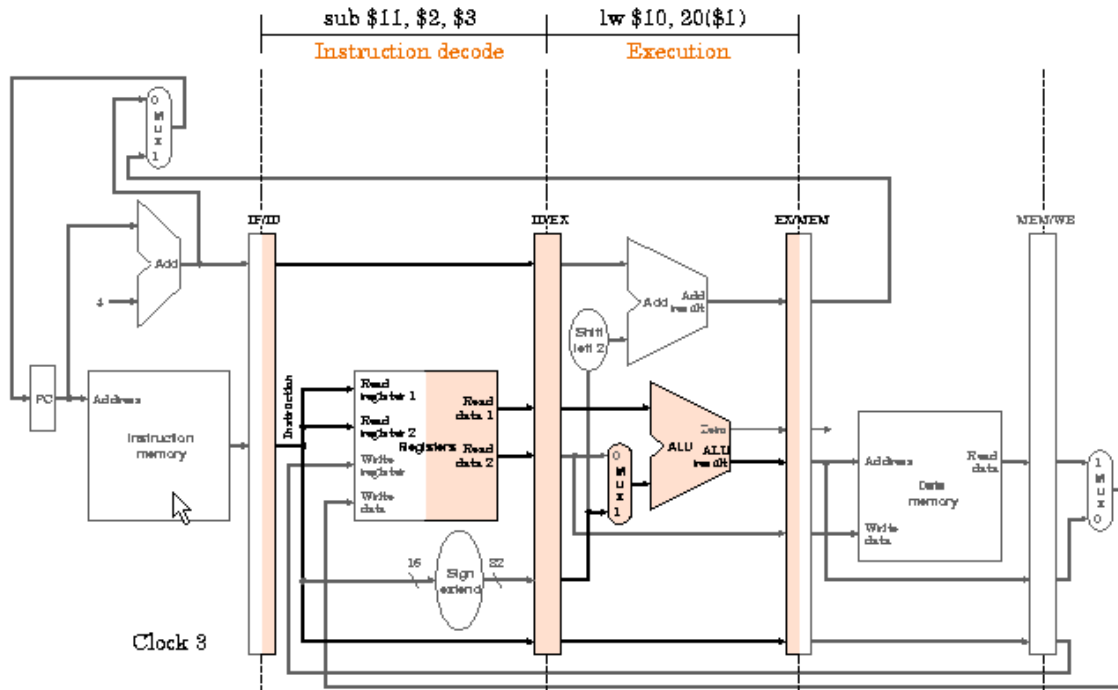 sub $11, $2, $3
lw $10, 20($1)
Instruction decode
Execution
0
M
u
x
1
IF/ID
ID/EX
EX/MEM
MEM/WB
Add
4
Add
Add
result
Shift
left 2
PC
Address
Instruction
memory
Instruction
Read
register 1
Read
register 2
Registers
Write
register
Write
data
Read
data 1
Read
data 2
0
M
u
x
1
Zero
ALU
ALU
result
Address
Read
data
Data
memory
Write
data
1
M
u
x
0
16
Sign
extend
32
Clock 3